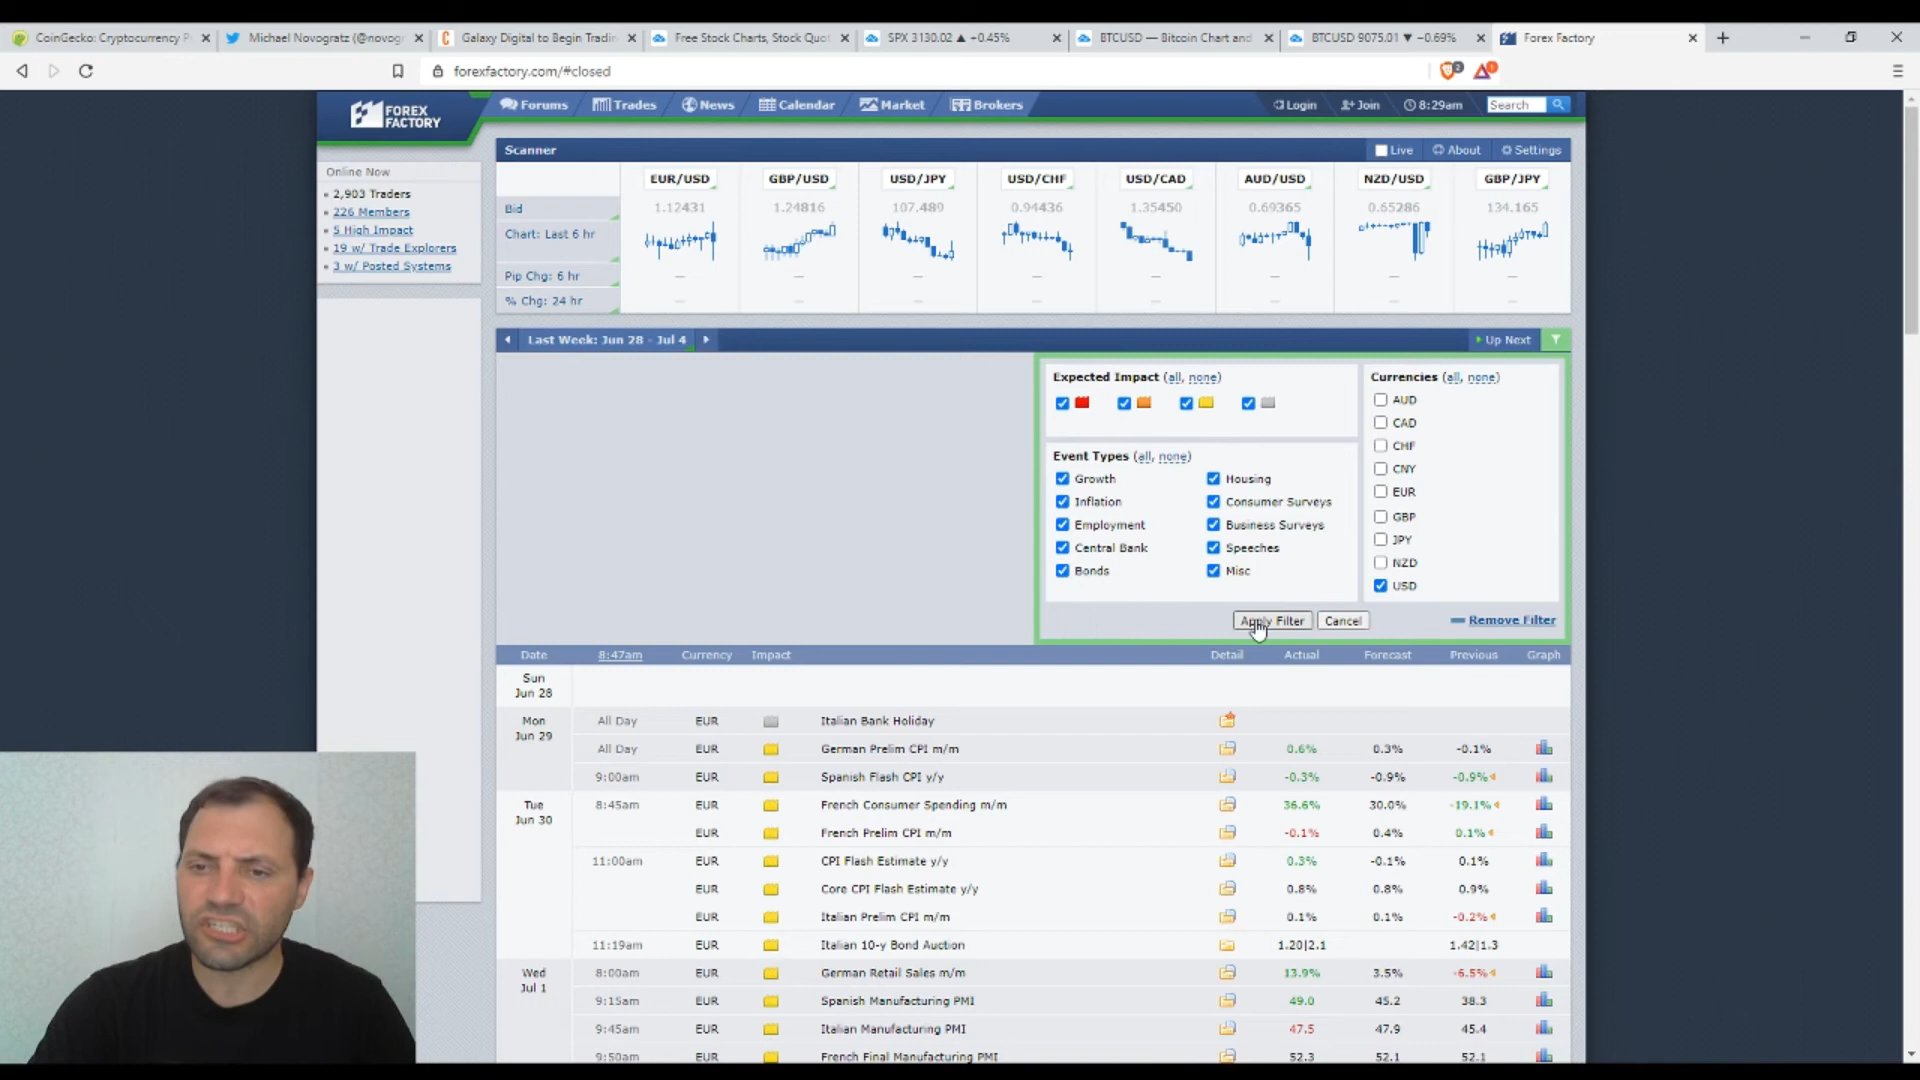 CoinGecko: Cryptocurrency P
Michael Novogratz (@novog
Galaxy Digital to Begin Tradin
Free Stock Charts, Stock Quot
SPX 3130.02 ▲ +0.45%
BTCUSD — Bitcoin Chart and
BTCUSD 9075.01 ▼ −0.69%
Forex Factory
forexfactory.com/#closed
FOREX FACTORY
Forums Trades News Calendar Market Brokers
Login Join 8:29am Search
Online Now
2,903 Traders
226 Members
5 High Impact
19 w/ Trade Explorers
3 w/ Posted Systems
Scanner Live About Settings
EUR/USD GBP/USD USD/JPY USD/CHF USD/CAD AUD/USD NZD/USD GBP/JPY
Bid 1.12431 1.24816 107.489 0.94436 1.35450 0.69365 0.65286 134.165
Chart: Last 6 hr
Pip Chg: 6 hr — — — — — — — —
% Chg: 24 hr — — — — — — — —
Last Week: Jun 28 - Jul 4 Up Next
Expected Impact (all, none)
Event Types (all, none)
Growth Housing
Inflation Consumer Surveys
Employment Business Surveys
Central Bank Speeches
Bonds Misc
Currencies (all, none)
AUD
CAD
CHF
CNY
EUR
GBP
JPY
NZD
USD
Apply Filter Cancel Remove Filter
Date 8:47am Currency Impact Detail Actual Forecast Previous Graph
Sun
Jun 28
Mon
Jun 29
All Day EUR Italian Bank Holiday
All Day EUR German Prelim CPI m/m 0.6% 0.3% -0.1%
9:00am EUR Spanish Flash CPI y/y -0.3% -0.9% -0.9%
Tue
Jun 30
8:45am EUR French Consumer Spending m/m 36.6% 30.0% -19.1%
EUR French Prelim CPI m/m -0.1% 0.4% 0.1%
11:00am EUR CPI Flash Estimate y/y 0.3% -0.1% 0.1%
EUR Core CPI Flash Estimate y/y 0.8% 0.8% 0.9%
EUR Italian Prelim CPI m/m 0.1% 0.1% -0.2%
11:19am EUR Italian 10-y Bond Auction 1.20|2.1 1.42|1.3
Wed
Jul 1
8:00am EUR German Retail Sales m/m 13.9% 3.5% -6.5%
9:15am EUR Spanish Manufacturing PMI 49.0 45.2 38.3
9:45am EUR Italian Manufacturing PMI 47.5 47.9 45.4
9:50am EUR French Final Manufacturing PMI 52.3 52.1 52.1